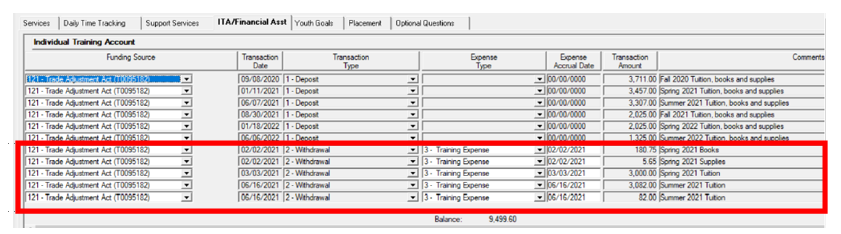 Services Daily Time Tracking Support Services ITA/Financial Asst Youth Goals Placement Optional Questions
Individual Training Account
Funding Source Transaction Date Transaction Type Expense Type Expense Accrual Date Transaction Amount Comments
121 - Trade Adjustment Act (T0095182) 09/08/2020 1 - Deposit 00/00/0000 3,711.00 Fall 2020 Tuition, books and supplies
121 - Trade Adjustment Act (T0095182) 01/11/2021 1 - Deposit 00/00/0000 3,457.00 Spring 2021 Tuition, books and supplies
121 - Trade Adjustment Act (T0095182) 06/07/2021 1 - Deposit 00/00/0000 3,307.00 Summer 2021 Tuition, books and supplies
121 - Trade Adjustment Act (T0095182) 08/30/2021 1 - Deposit 00/00/0000 2,025.00 Fall 2021 Tuition, books and supplies
121 - Trade Adjustment Act (T0095182) 01/18/2022 1 - Deposit 00/00/0000 2,025.00 Spring 2022 Tuition, books and supplies
121 - Trade Adjustment Act (T0095182) 06/06/2022 1 - Deposit 00/00/0000 1,325.00 Summer 2022 Tuition, books and supplies
121 - Trade Adjustment Act (T0095182) 02/02/2021 2 - Withdrawal 3 - Training Expense 02/02/2021 180.75 Spring 2021 Books
121 - Trade Adjustment Act (T0095182) 02/02/2021 2 - Withdrawal 3 - Training Expense 02/02/2021 5.65 Spring 2021 Supplies
121 - Trade Adjustment Act (T0095182) 03/03/2021 2 - Withdrawal 3 - Training Expense 03/03/2021 3,000.00 Spring 2021 Tuition
121 - Trade Adjustment Act (T0095182) 06/16/2021 2 - Withdrawal 3 - Training Expense 06/16/2021 3,082.00 Summer 2021 Tuition
121 - Trade Adjustment Act (T0095182) 06/16/2021 2 - Withdrawal 3 - Training Expense 06/16/2021 82.00 Summer 2021 Tuition
Balance: 9,499.60